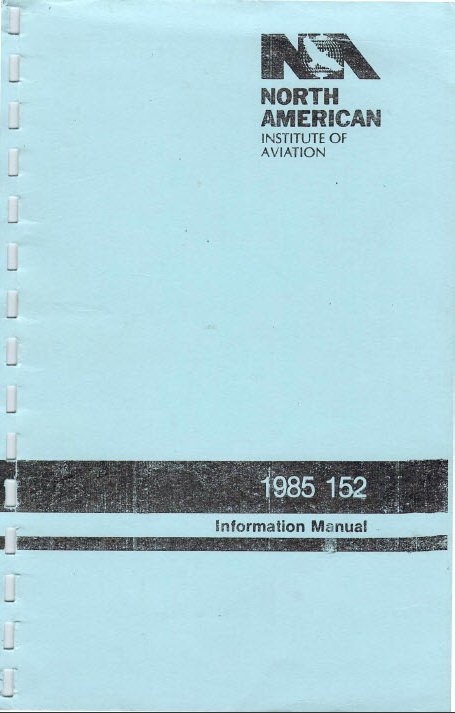 NORTH
AMERICAN
INSTITUTE OF
AVIATION
1985 152
Information Manual